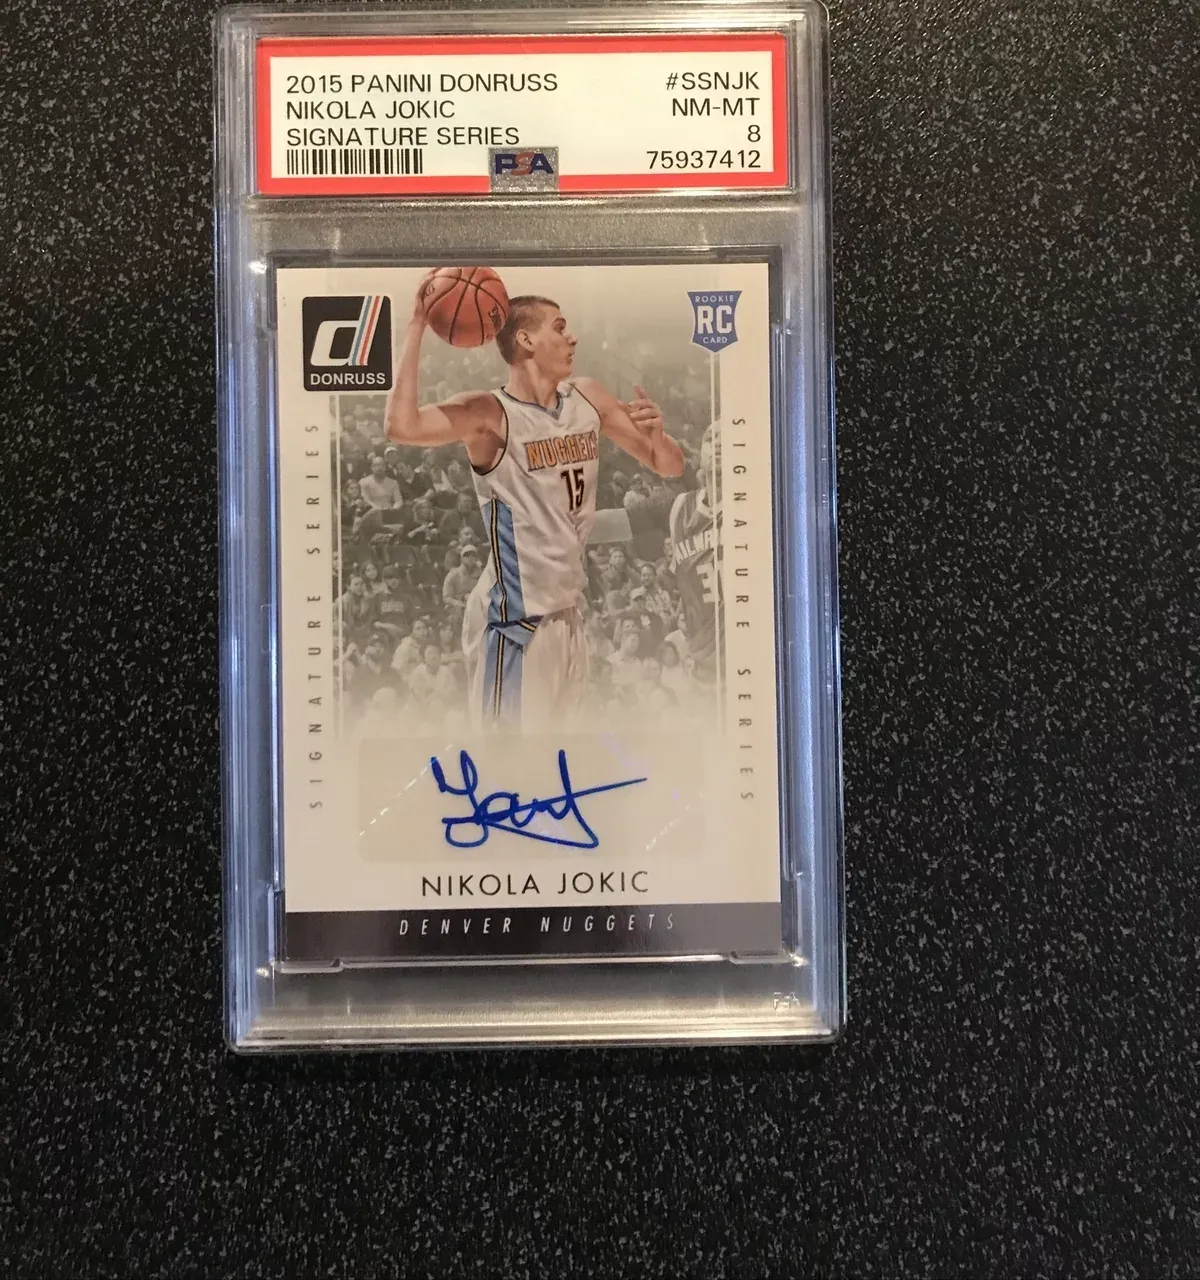 2015 PANINI DONRUSS #SSNJK
NIKOLA JOKIC NM-MT
SIGNATURE SERIES 8
PSA 75937412
DONRUSS
ROOKIE
RC
CARD
NUGGETS
15
SIGNATURE SERIES
SIGNATURE SERIES
NIKOLA JOKIC
DENVER NUGGETS